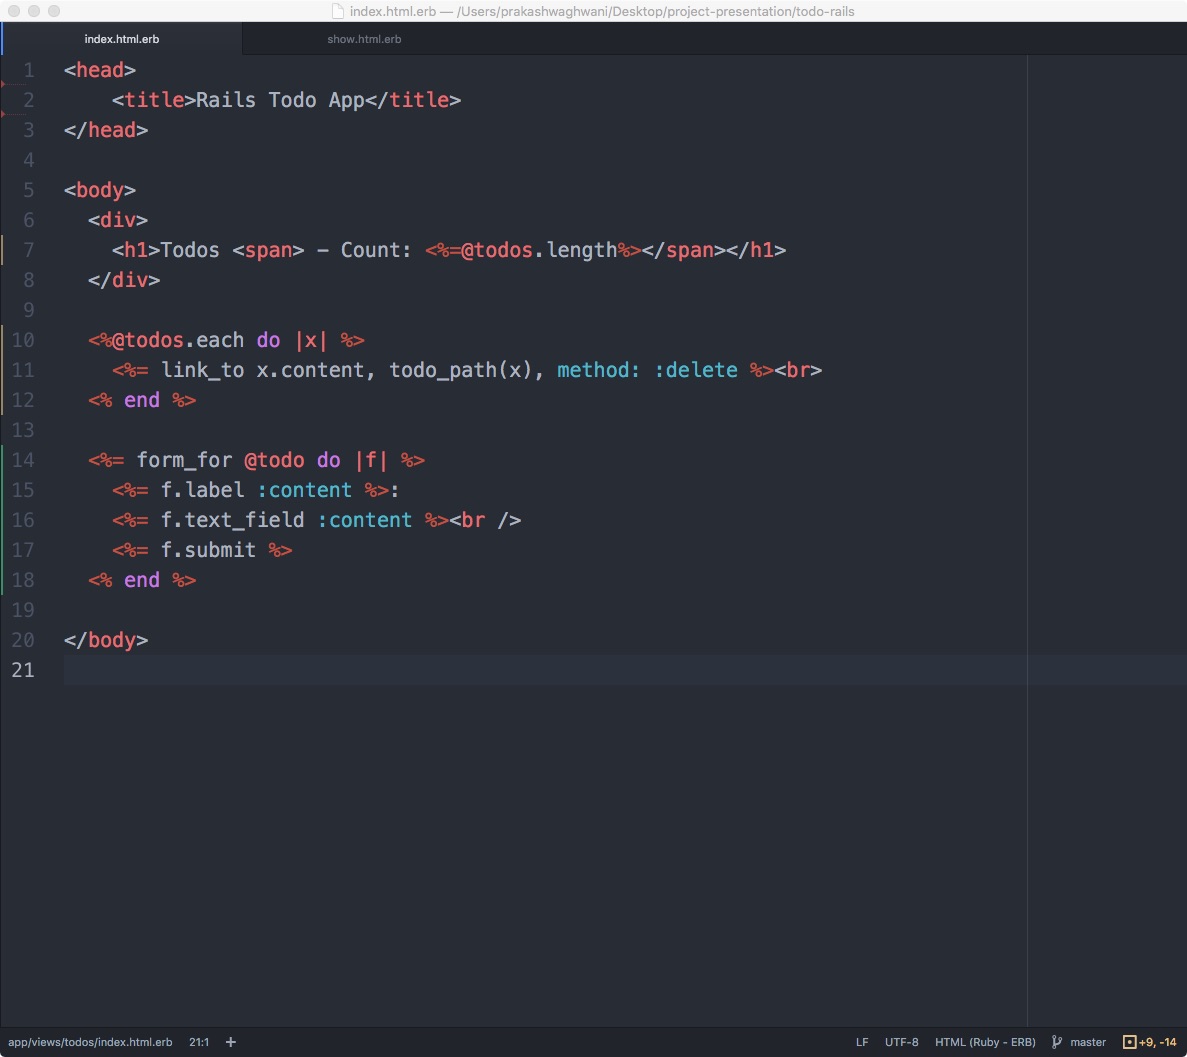 index.html.erb — /Users/prakashwaghwani/Desktop/project-presentation/todo-rails
index.html.erb show.html.erb
1 <head>
2     <title>Rails Todo App</title>
3 </head>
4
5 <body>
6   <div>
7     <h1>Todos <span> - Count: <%=@todos.length%></span></h1>
8   </div>
9
10   <%@todos.each do |x| %>
11     <%= link_to x.content, todo_path(x), method: :delete %><br>
12   <% end %>
13
14   <%= form_for @todo do |f| %>
15     <%= f.label :content %>:
16     <%= f.text_field :content %><br />
17     <%= f.submit %>
18   <% end %>
19
20 </body>
21
app/views/todos/index.html.erb 21:1 + LF UTF-8 HTML (Ruby - ERB) master +9, -14